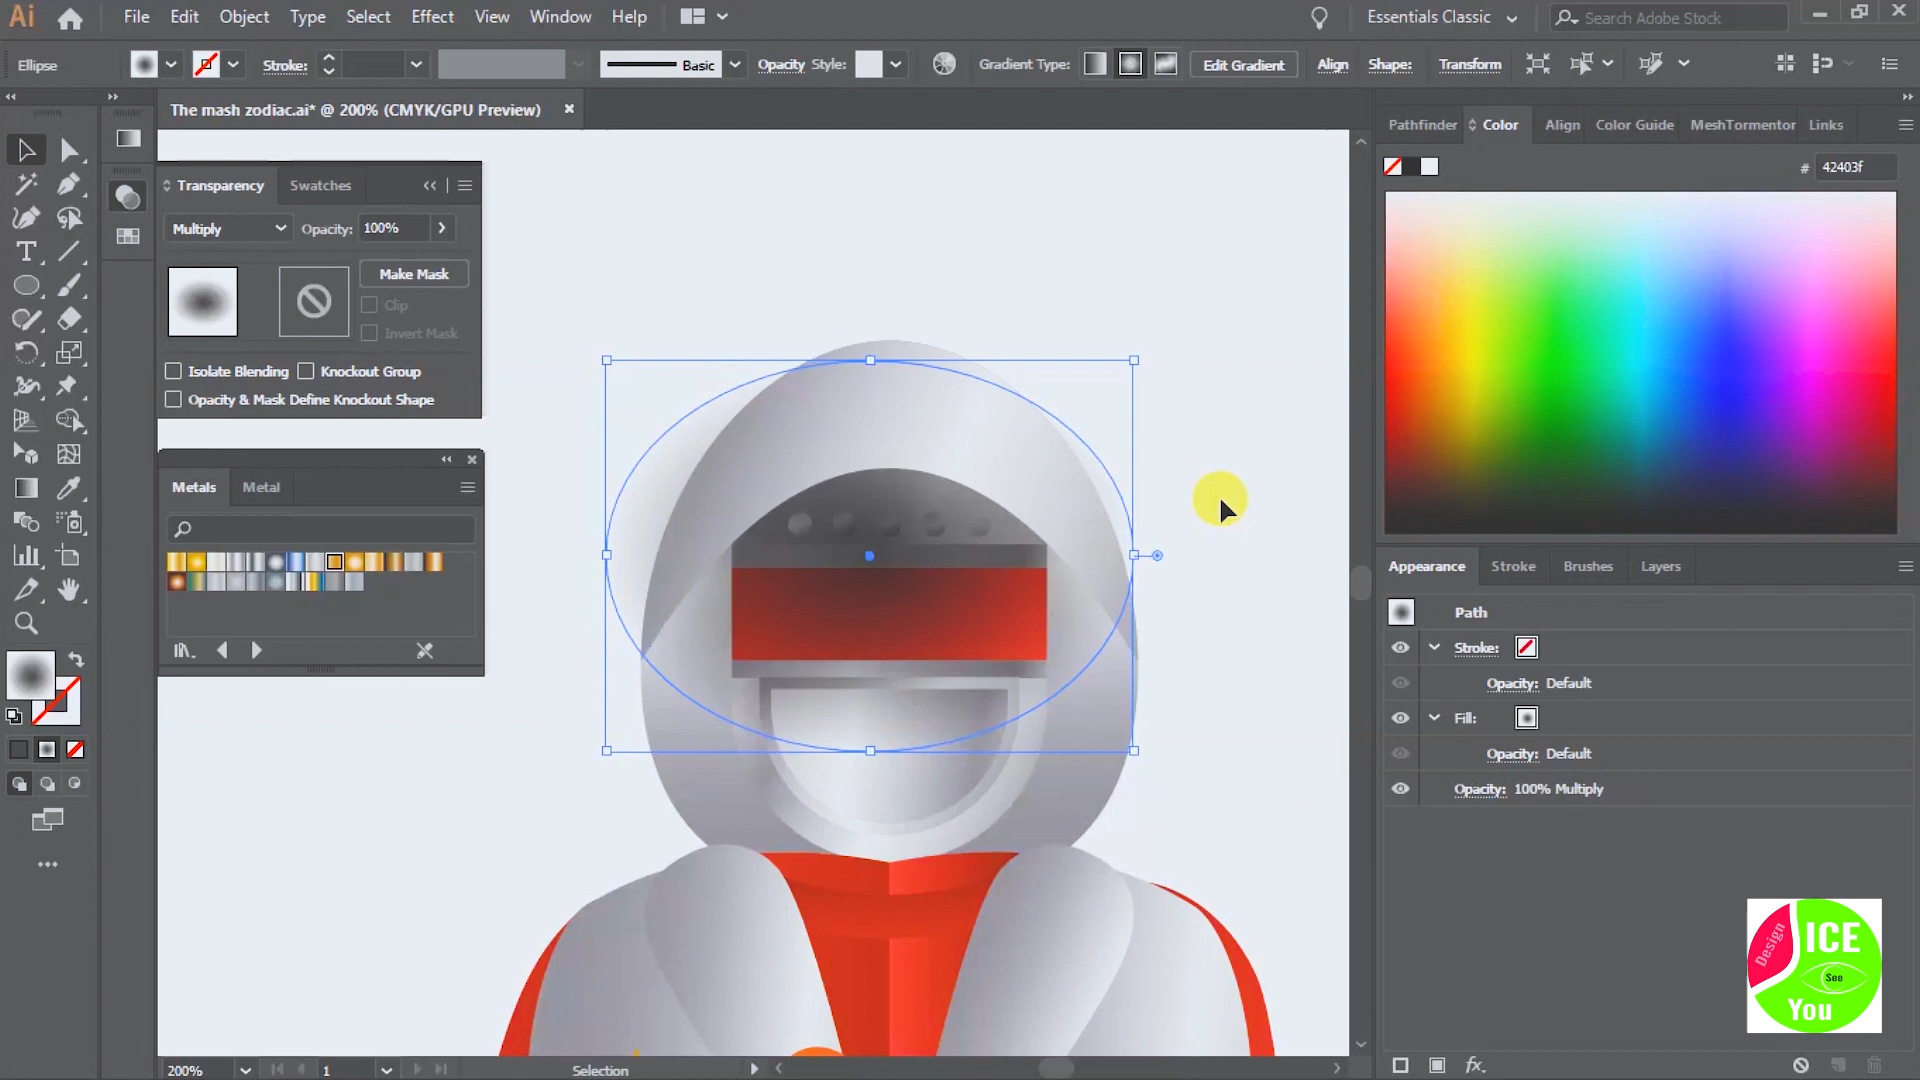 Ai
File Edit Object Type Select Effect View Window Help
Essentials Classic
Search Adobe Stock
Ellipse
Stroke:
Basic
Opacity Style:
Gradient Type:
Edit Gradient
Align
Shape:
Transform
The mash zodiac.ai* @ 200% (CMYK/GPU Preview)
Transparency Swatches
Multiply Opacity: 100%
Make Mask
Clip
Invert Mask
Isolate Blending Knockout Group
Opacity & Mask Define Knockout Shape
Metals Metal
Pathfinder Color Align Color Guide MeshTormentor Links
# 42403f
Appearance Stroke Brushes Layers
Path
Stroke:
Opacity: Default
Fill:
Opacity: Default
Opacity: 100% Multiply
fx.
Design
ICE
See
You
200% 1 Selection